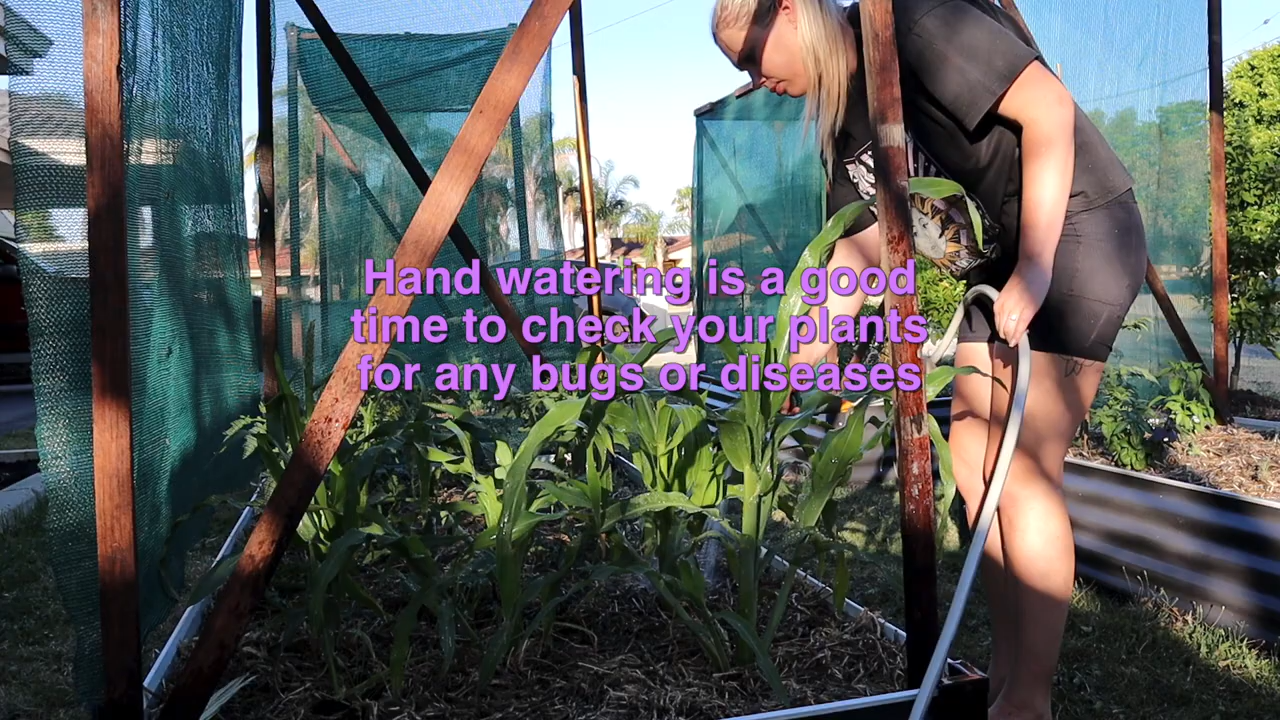 Hand watering is a good
time to check your plants
for any bugs or diseases